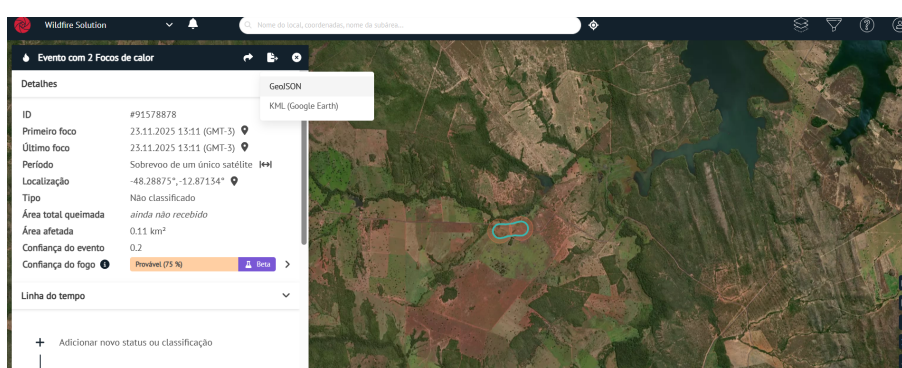 Wildfire Solution
Nome do local, coordenadas, nome da subárea...
Evento com 2 Focos de calor
Detalhes
GeoJSON
KML (Google Earth)
ID #91578878
Primeiro foco 23.11.2025 13:11 (GMT-3)
Último foco 23.11.2025 13:11 (GMT-3)
Período Sobrevoo de um único satélite
Localização -48.28875°,-12.87134°
Tipo Não classificado
Área total queimada ainda não recebido
Área afetada 0.11 km²
Confiança do evento 0.2
Confiança do fogo Provável (75 %) Beta
Linha do tempo
Adicionar novo status ou classificação